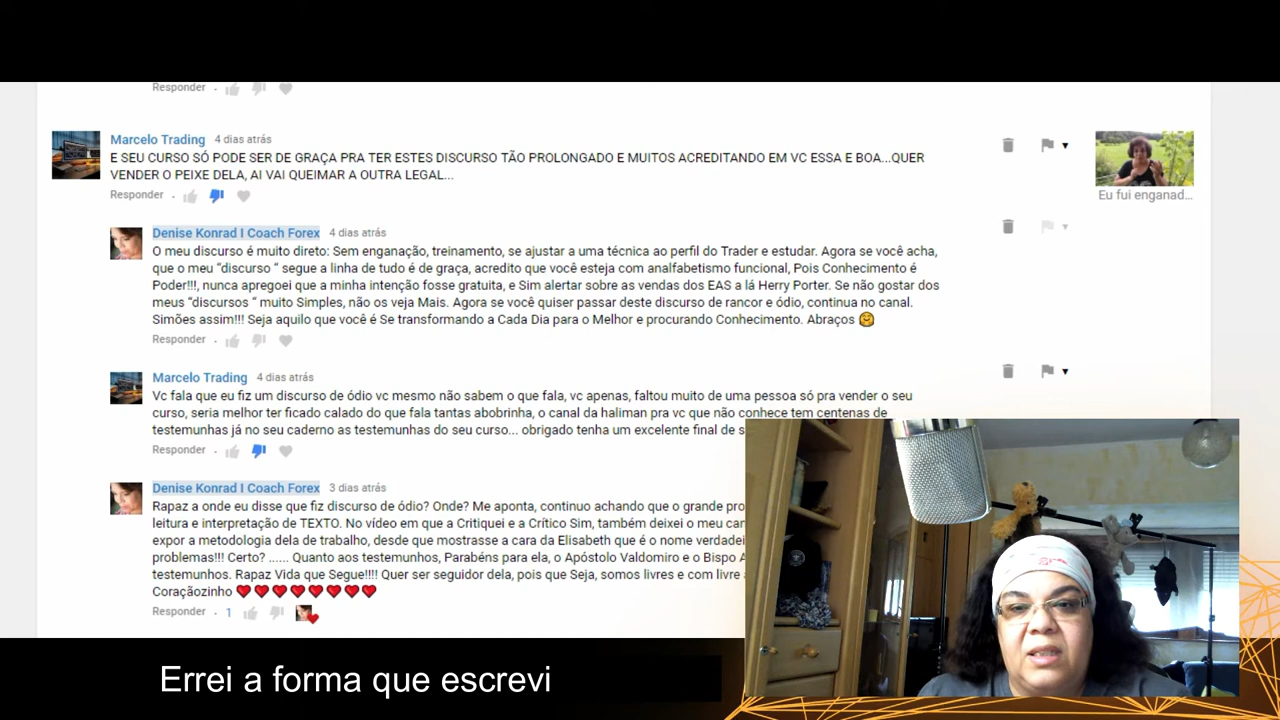 Responder
Marcelo Trading 4 dias atrás
E SEU CURSO SÓ PODE SER DE GRAÇA PRA TER ESTES DISCURSO TÃO PROLONGADO E MUITOS ACREDITANDO EM VC ESSA E BOA...QUER
VENDER O PEIXE DELA, AI VAI QUEIMAR A OUTRA LEGAL...
Responder
Eu fui enganad...
Denise Konrad I Coach Forex 4 dias atrás
O meu discurso é muito direto: Sem enganação, treinamento, se ajustar a uma técnica ao perfil do Trader e estudar. Agora se você acha,
que o meu “discurso “ segue a linha de tudo é de graça, acredito que você esteja com analfabetismo funcional, Pois Conhecimento é
Poder!!!, nunca apregoei que a minha intenção fosse gratuita, e Sim alertar sobre as vendas dos EAS a lá Herry Porter. Se não gostar dos
meus “discursos “ muito Simples, não os veja Mais. Agora se você quiser passar deste discurso de rancor e ódio, continua no canal.
Simões assim!!! Seja aquilo que você é Se transformando a Cada Dia para o Melhor e procurando Conhecimento. Abraços 🤗
Responder
Marcelo Trading 4 dias atrás
Vc fala que eu fiz um discurso de ódio vc mesmo não sabem o que fala, vc apenas, faltou muito de uma pessoa só pra vender o seu
curso, seria melhor ter ficado calado do que fala tantas abobrinha, o canal da haliman pra vc que não conhece tem centenas de
testemunhas já no seu caderno as testemunhas do seu curso... obrigado tenha um excelente final de s
Responder
Denise Konrad I Coach Forex 3 dias atrás
Rapaz a onde eu disse que fiz discurso de ódio? Onde? Me aponta, continuo achando que o grande pro
leitura e interpretação de TEXTO. No vídeo em que a Critiquei e a Crítico Sim, também deixei o meu can
expor a metodologia dela de trabalho, desde que mostrasse a cara da Elisabeth que é o nome verdadei
problemas!!! Certo? ...... Quanto aos testemunhos, Parabéns para ela, o Apóstolo Valdomiro e o Bispo
testemunhos. Rapaz Vida que Segue!!!! Quer ser seguidor dela, pois que Seja, somos livres e com livre
Coraçãozinho ❤❤❤❤❤❤❤❤
Responder 1
Errei a forma que escrevi